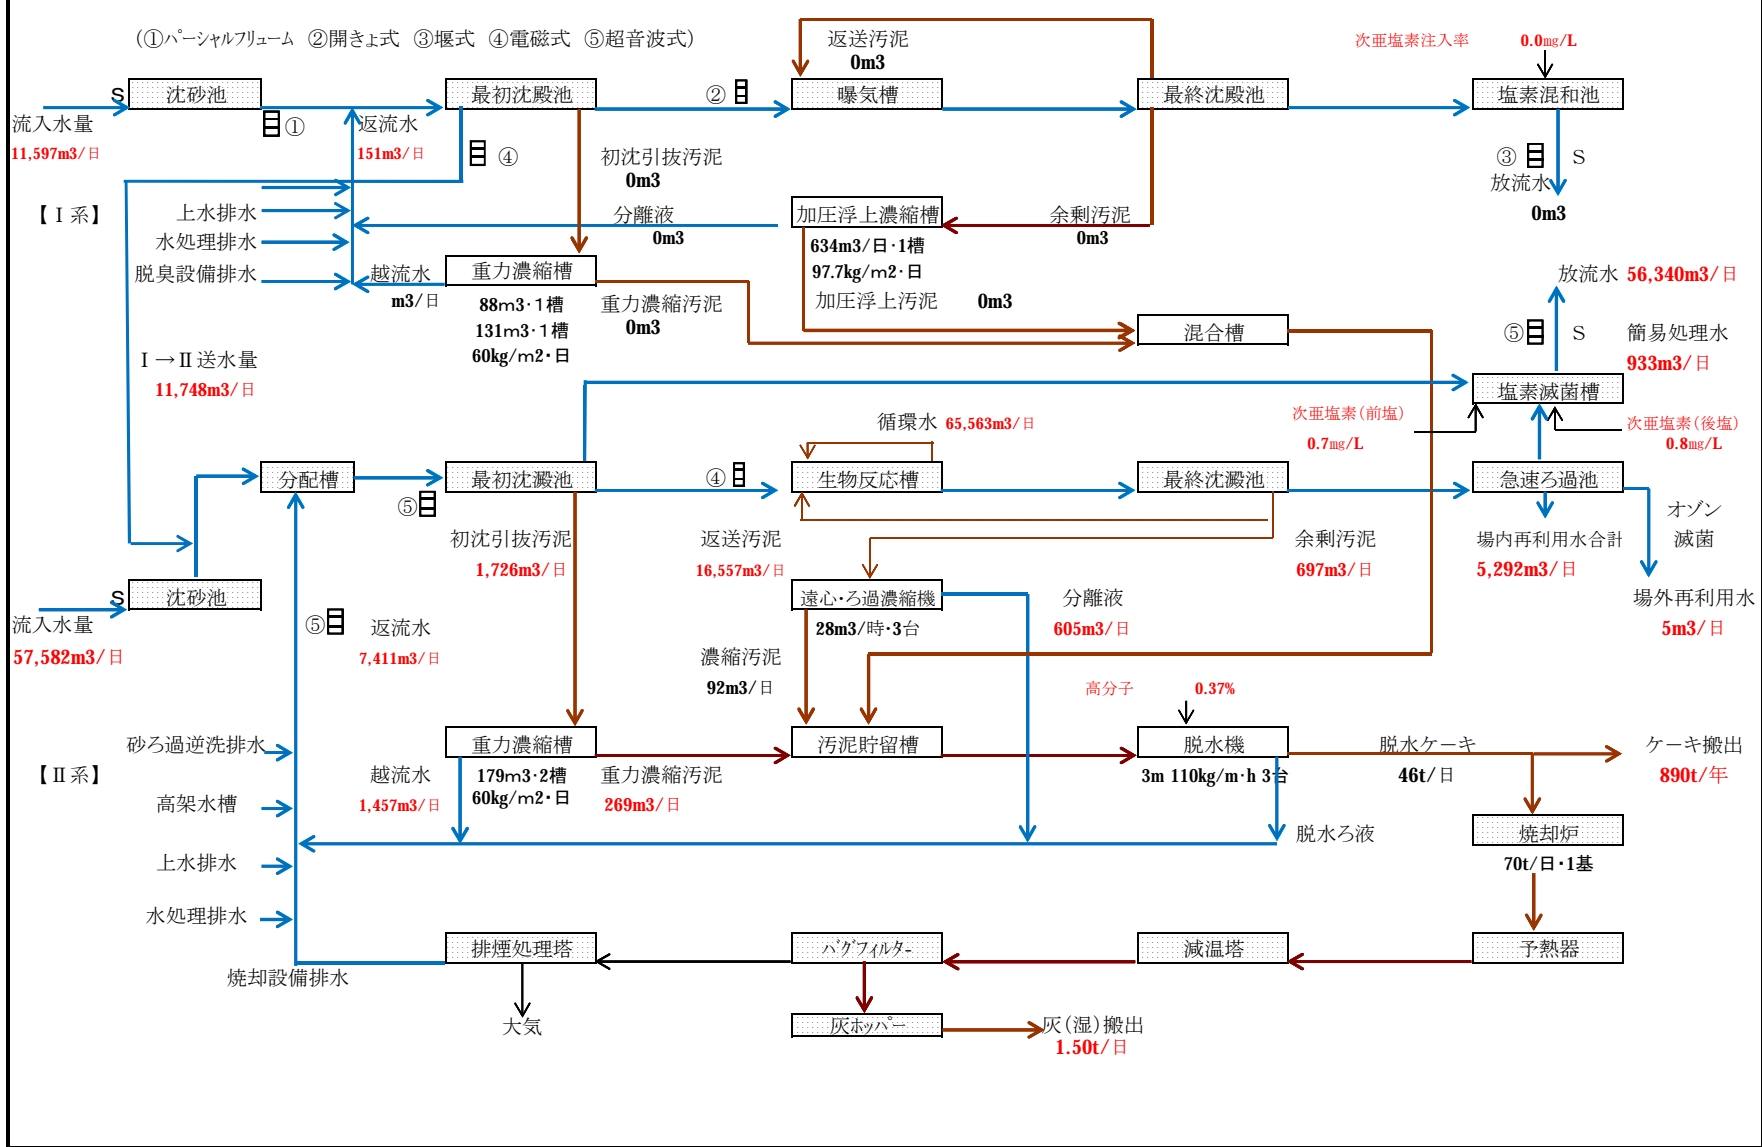 (①パーシャルフリューム ②開きょ式 ③堰式 ④電磁式 ⑤超音波式)
返送汚泥
0m3
次亜塩素注入率 0.0mg/L
S
沈砂池
最初沈殿池
②
曝気槽
最終沈殿池
塩素混和池
流入水量
11,597m3/日
①
返流水
151m3/日
④
初沈引抜汚泥
0m3
③ S
放流水
0m3
【Ⅰ系】
上水排水
水処理排水
脱臭設備排水
分離液
0m3
加圧浮上濃縮槽
634m3/日・1槽
97.7kg/m2・日
余剰汚泥
0m3
越流水
m3/日
重力濃縮槽
88m3・1槽
131m3・1槽
60kg/m2・日
重力濃縮汚泥
0m3
加圧浮上汚泥 0m3
混合槽
放流水 56,340m3/日
⑤ S
簡易処理水
933m3/日
Ⅰ→Ⅱ送水量
11,748m3/日
塩素滅菌槽
次亜塩素(前塩)
0.7mg/L
次亜塩素(後塩)
0.8mg/L
循環水 65,563m3/日
分配槽
⑤
最初沈澱池
④
生物反応槽
最終沈澱池
急速ろ過池
オゾン
滅菌
初沈引抜汚泥
1,726m3/日
返送汚泥
16,557m3/日
余剰汚泥
697m3/日
場内再利用水合計
5,292m3/日
S
沈砂池
流入水量
57,582m3/日
⑤
返流水
7,411m3/日
遠心・ろ過濃縮機
28m3/時・3台
分離液
605m3/日
場外再利用水
5m3/日
濃縮汚泥
92m3/日
高分子 0.37%
砂ろ過逆洗排水
重力濃縮槽
179m3・2槽
60kg/m2・日
汚泥貯留槽
脱水機
3m 110kg/m・h 3台
脱水ケーキ
46t/日
ケーキ搬出
890t/年
【Ⅱ系】
越流水
1,457m3/日
重力濃縮汚泥
269m3/日
高架水槽
脱水ろ液
焼却炉
70t/日・1基
上水排水
水処理排水
焼却設備排水
排煙処理塔
バグフィルター
減温塔
予熱器
大気
灰ホッパー
灰(湿)搬出
1.50t/日